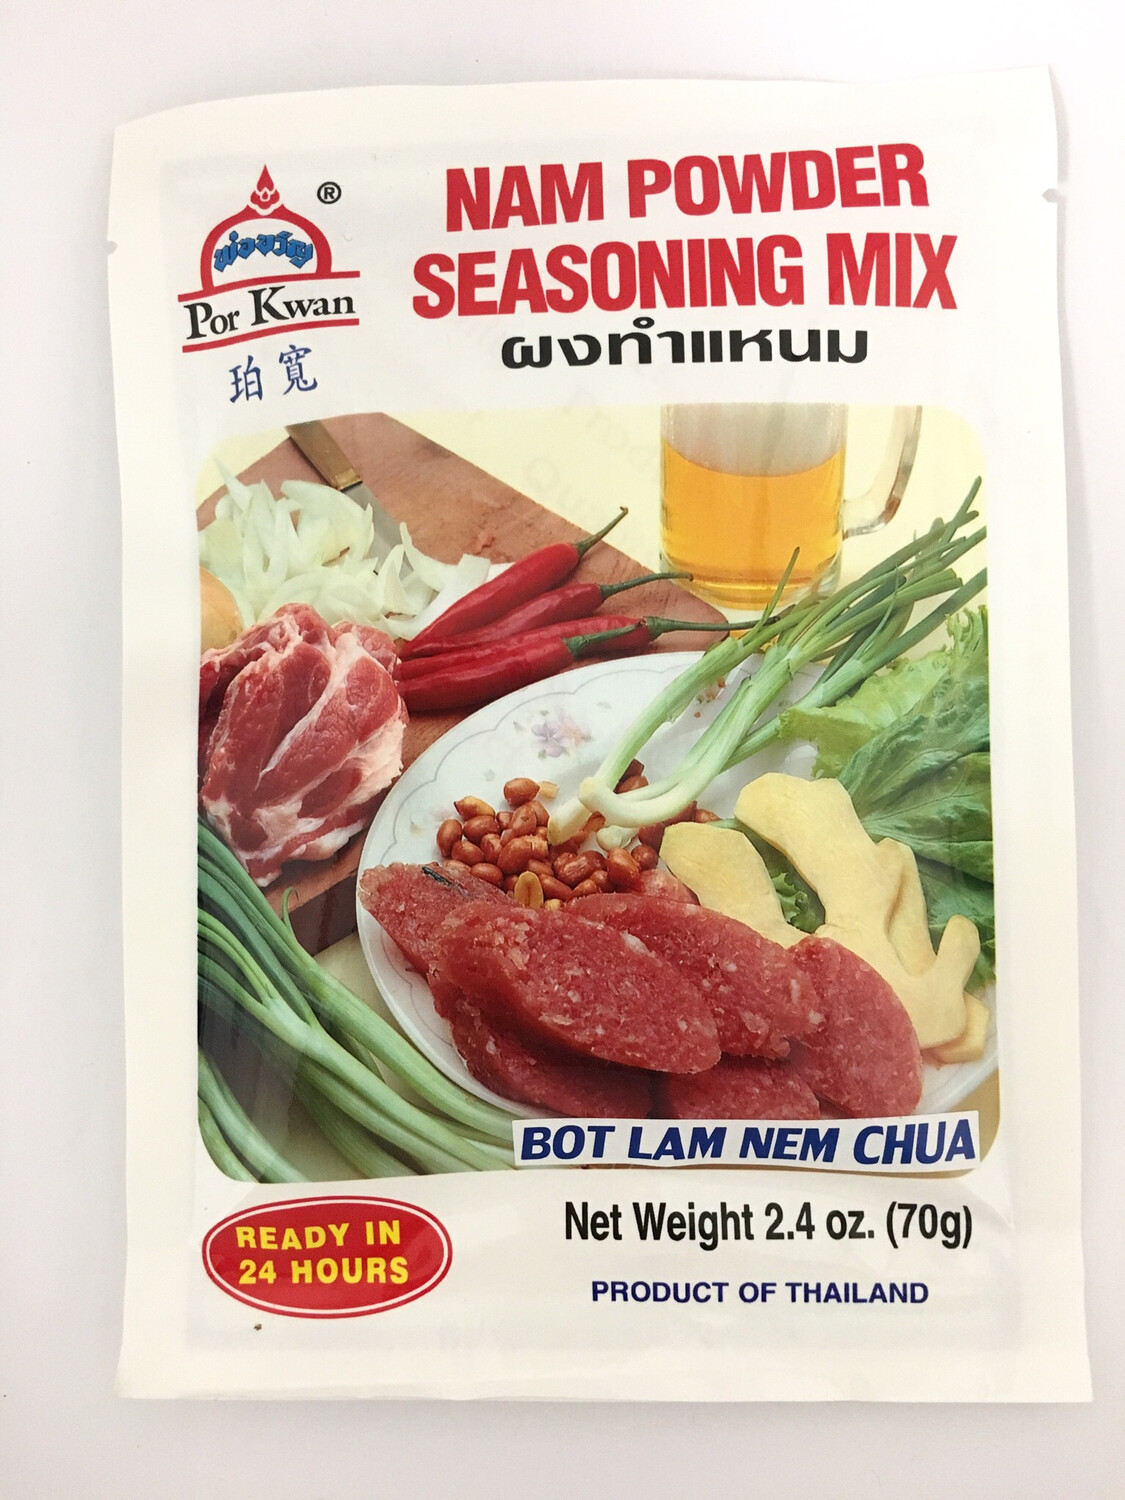 พ่อขวัญ
®
Por Kwan
珀寬
NAM POWDER
SEASONING MIX
ผงทำแหนม
BOT LAM NEM CHUA
READY IN
24 HOURS
Net Weight 2.4 oz. (70g)
PRODUCT OF THAILAND